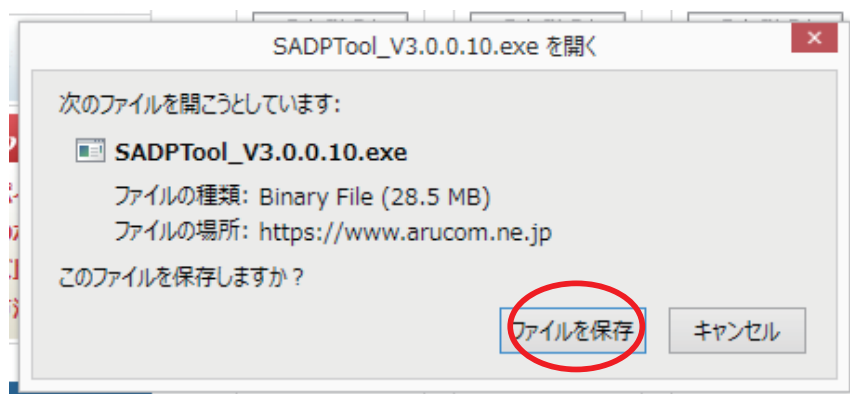 SADPTool_V3.0.0.10.exe を開く
次のファイルを開こうとしています:
SADPTool_V3.0.0.10.exe
ファイルの種類: Binary File (28.5 MB)
ファイルの場所: https://www.arucom.ne.jp
このファイルを保存しますか？
ファイルを保存 キャンセル